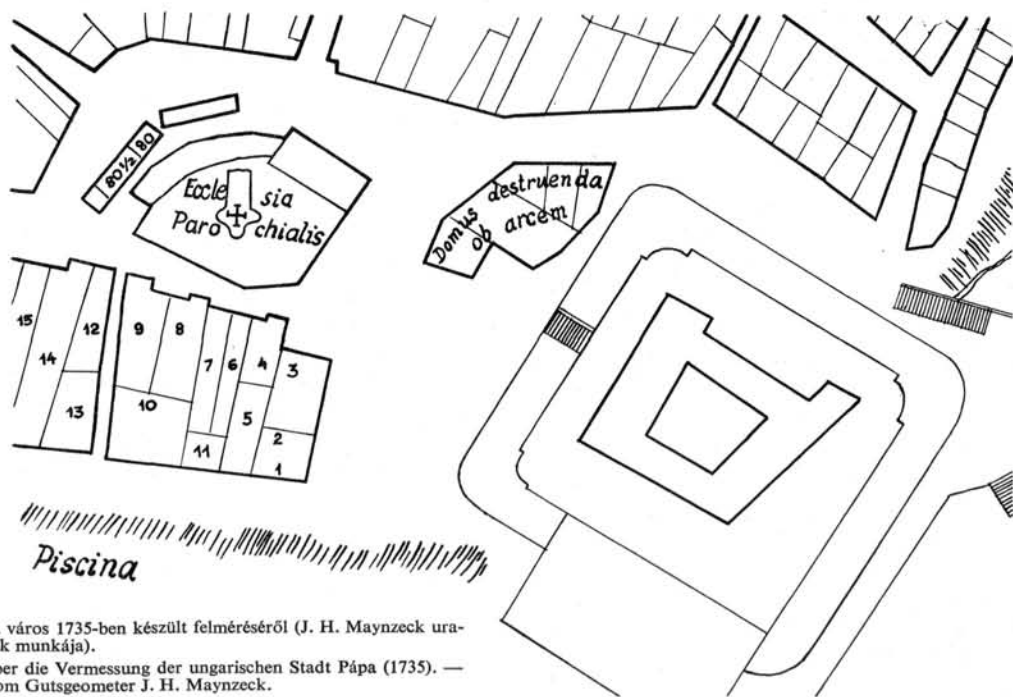 80½ 80
Eccle sia
Paro chialis
Domus destruenda
ob arcem
15
14
12
13
9
8
10
7
6
4
3
5
11
2
1
Piscina
város 1735-ben készült felméréséről (J. H. Maynzeck ura-
k munkája).
ber die Vermessung der ungarischen Stadt Pápa (1735). —
om Gutsgeometer J. H. Maynzeck.